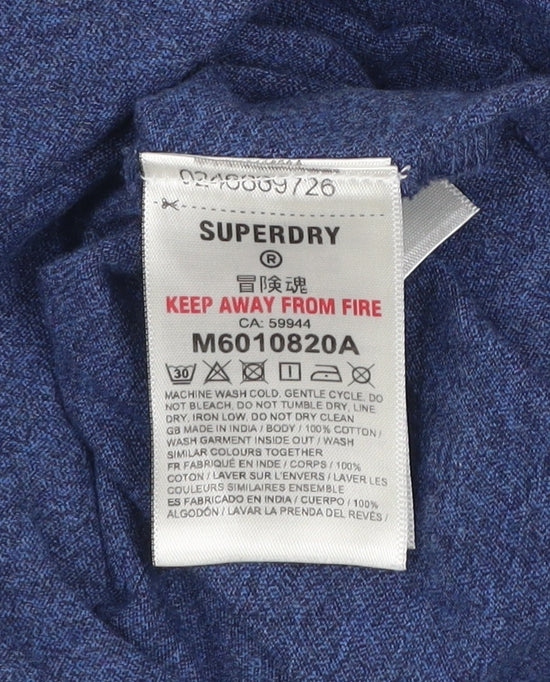 SUPERDRY
®
冒険魂
KEEP AWAY FROM FIRE
CA: 59944
M6010820A
30
MACHINE WASH COLD, GENTLE CYCLE, DO
NOT BLEACH, DO NOT TUMBLE DRY, LINE
DRY, IRON LOW, DO NOT DRY CLEAN
GB MADE IN INDIA / BODY / 100% COTTON /
WASH GARMENT INSIDE OUT / WASH
SIMILAR COLOURS TOGETHER
FR FABRIQUÉ EN INDE / CORPS / 100%
COTON / LAVER SUR L'ENVERS / LAVER LES
COULEURS SIMILAIRES ENSEMBLE
ES FABRICADO EN INDIA / CUERPO / 100%
ALGODÓN / LAVAR LA PRENDA DEL REVÉS /